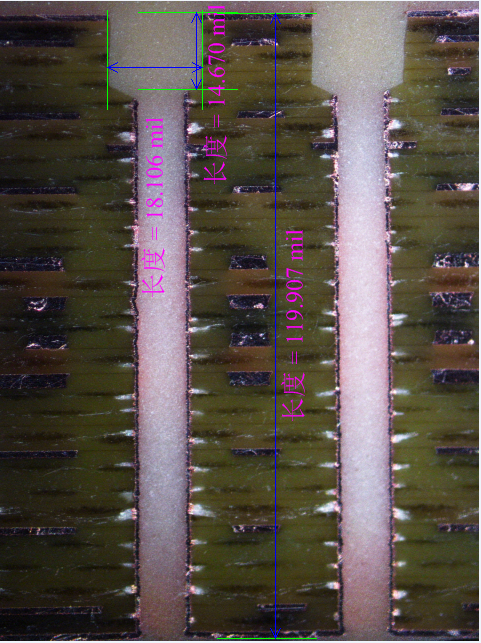 长度 = 14.670 mil
长度 = 18.106 mil
长度 = 119.907 mil